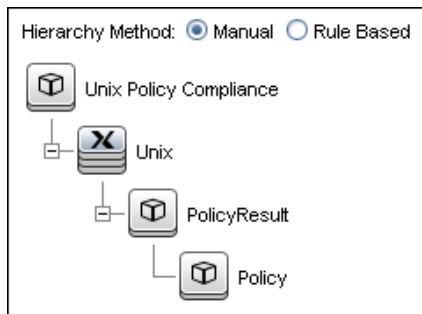 Hierarchy Method: Manual Rule Based
Unix Policy Compliance
Unix
PolicyResult
Policy